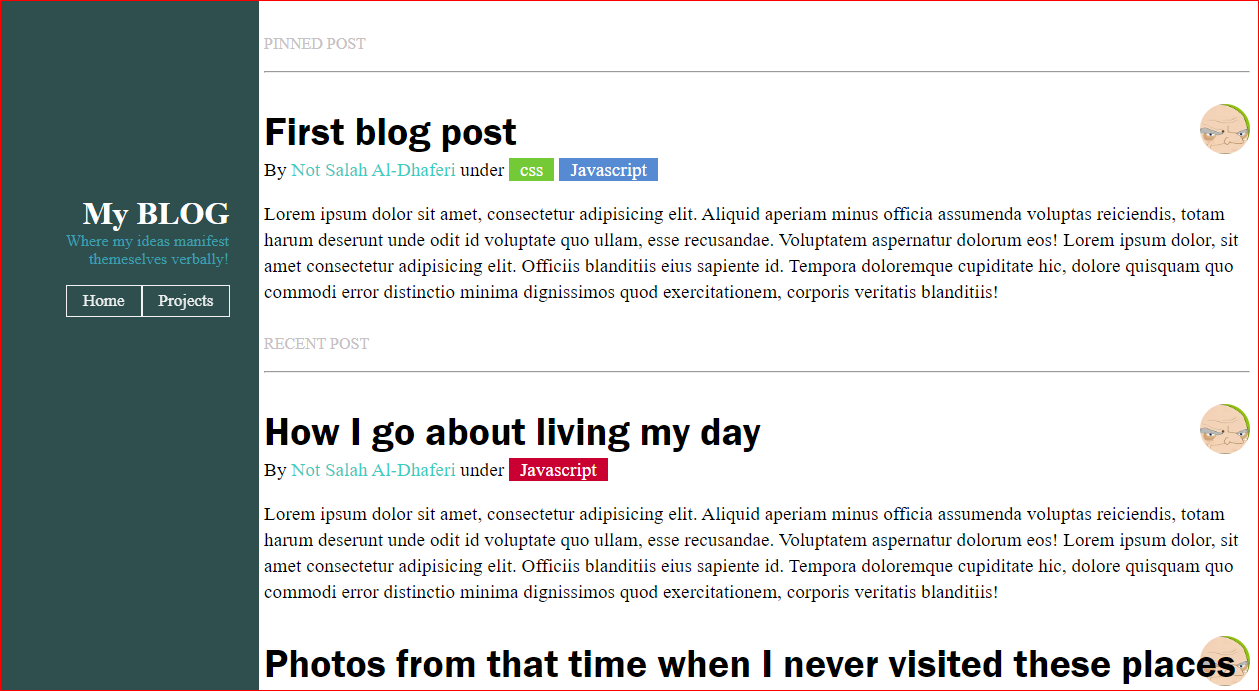 My BLOG
Where my ideas manifest
themeselves verbally!
Home Projects
PINNED POST
First blog post
By Not Salah Al-Dhaferi under css Javascript
Lorem ipsum dolor sit amet, consectetur adipisicing elit. Aliquid aperiam minus officia assumenda voluptas reiciendis, totam
harum deserunt unde odit id voluptate quo ullam, esse recusandae. Voluptatem aspernatur dolorum eos! Lorem ipsum dolor, sit
amet consectetur adipisicing elit. Officiis blanditiis eius sapiente id. Tempora doloremque cupiditate hic, dolore quisquam quo
commodi error distinctio minima dignissimos quod exercitationem, corporis veritatis blanditiis!
RECENT POST
How I go about living my day
By Not Salah Al-Dhaferi under Javascript
Lorem ipsum dolor sit amet, consectetur adipisicing elit. Aliquid aperiam minus officia assumenda voluptas reiciendis, totam
harum deserunt unde odit id voluptate quo ullam, esse recusandae. Voluptatem aspernatur dolorum eos! Lorem ipsum dolor, sit
amet consectetur adipisicing elit. Officiis blanditiis eius sapiente id. Tempora doloremque cupiditate hic, dolore quisquam quo
commodi error distinctio minima dignissimos quod exercitationem, corporis veritatis blanditiis!
Photos from that time when I never visited these places